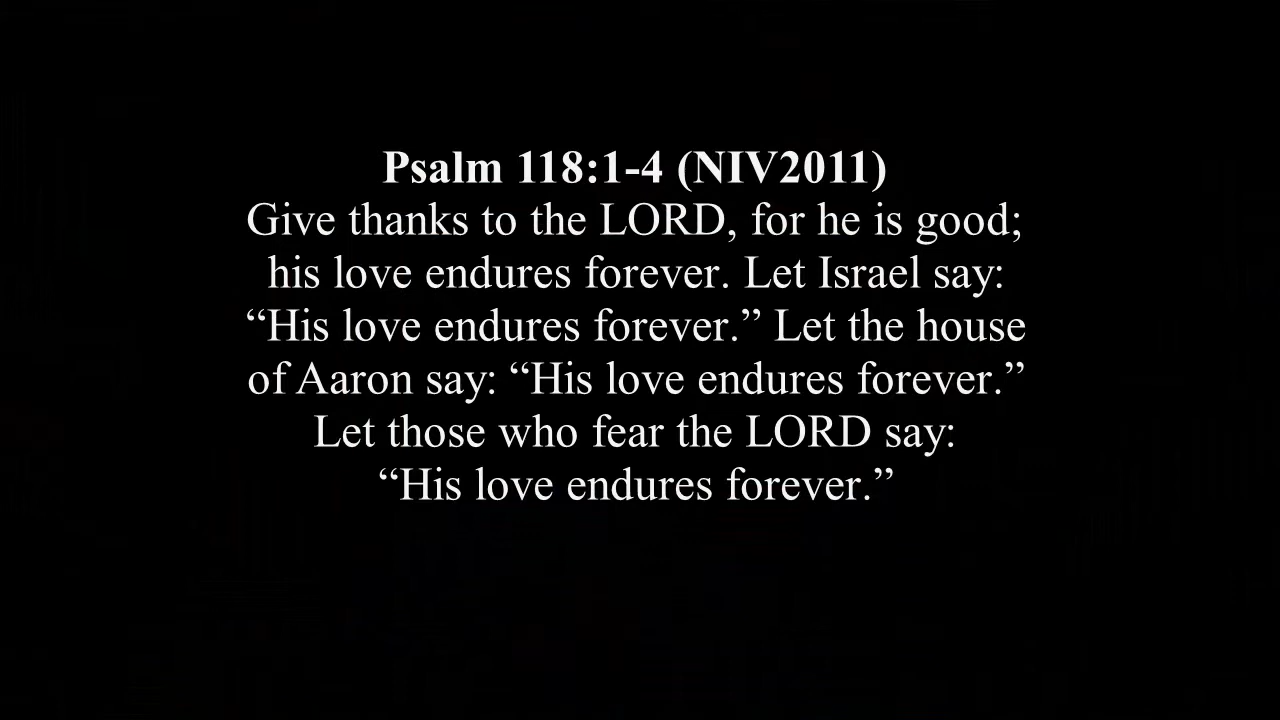 Psalm 118:1-4 (NIV2011)
Give thanks to the LORD, for he is good;
his love endures forever. Let Israel say:
“His love endures forever.” Let the house
of Aaron say: “His love endures forever.”
Let those who fear the LORD say:
“His love endures forever.”